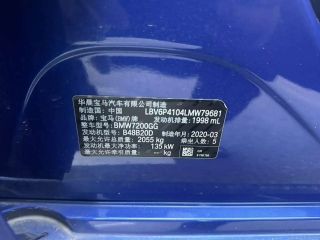 华晨宝马汽车有限公司 制造
制造国：中国 LBV6P4104LMW79681
品牌：宝马(BMW)牌 发动机排量：1998 mL
整车型号：BMW7200GG
发动机型号：B48B20D 制造年月：2020-03
最大允许总质量：2055 kg 乘坐人数：5
发动机最大净功率：135 kW
kg